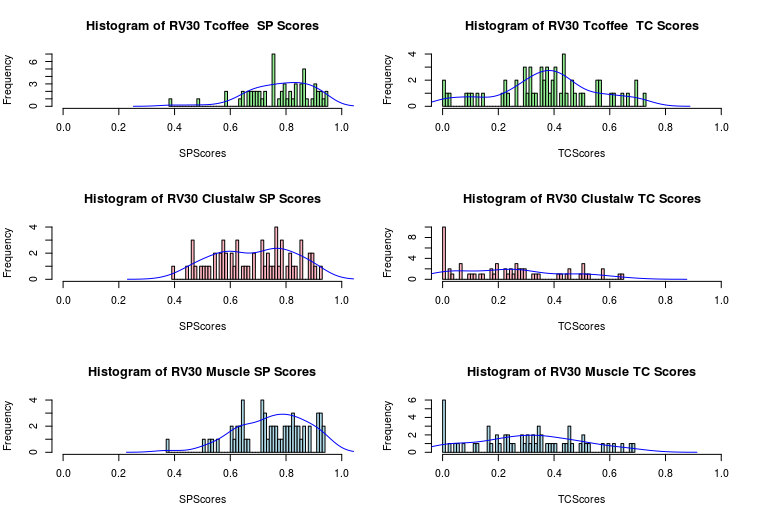 Histogram of RV30 Tcoffee  SP Scores
Frequency
0 3 6
0.0 0.2 0.4 0.6 0.8 1.0
SPScores
Histogram of RV30 Tcoffee  TC Scores
Frequency
0 2 4
0.0 0.2 0.4 0.6 0.8 1.0
TCScores
Histogram of RV30 Clustalw SP Scores
Frequency
0 2 4
0.0 0.2 0.4 0.6 0.8 1.0
SPScores
Histogram of RV30 Clustalw TC Scores
Frequency
0 4 8
0.0 0.2 0.4 0.6 0.8 1.0
TCScores
Histogram of RV30 Muscle SP Scores
Frequency
0 2 4
0.0 0.2 0.4 0.6 0.8 1.0
SPScores
Histogram of RV30 Muscle TC Scores
Frequency
0 2 4 6
0.0 0.2 0.4 0.6 0.8 1.0
TCScores